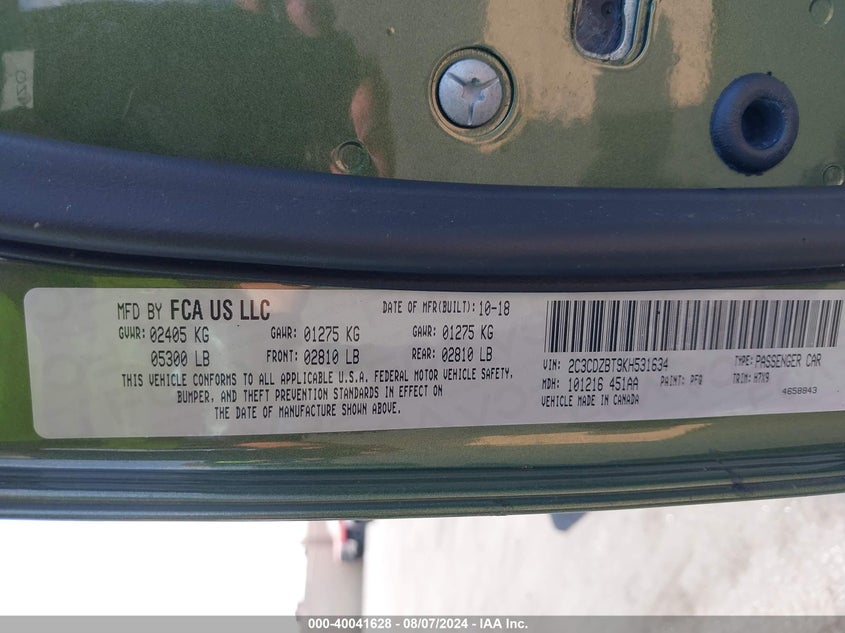 MFD BY FCA US LLC DATE OF MFR(BUILT): 10-18
GVWR: 02405 KG GAWR: 01275 KG GAWR: 01275 KG
05300 LB FRONT: 02810 LB REAR: 02810 LB
THIS VEHICLE CONFORMS TO ALL APPLICABLE U.S.A. FEDERAL MOTOR VEHICLE SAFETY,
BUMPER, AND THEFT PREVENTION STANDARDS IN EFFECT ON
THE DATE OF MANUFACTURE SHOWN ABOVE.
VIN: 2C3CDZBT9KH531634 TYPE: PASSENGER CAR
MDH: 101216 451AA PAINT: PFQ TRIM: H7X9
VEHICLE MADE IN CANADA 4658843
000-40041628 - 08/07/2024 - IAA Inc.